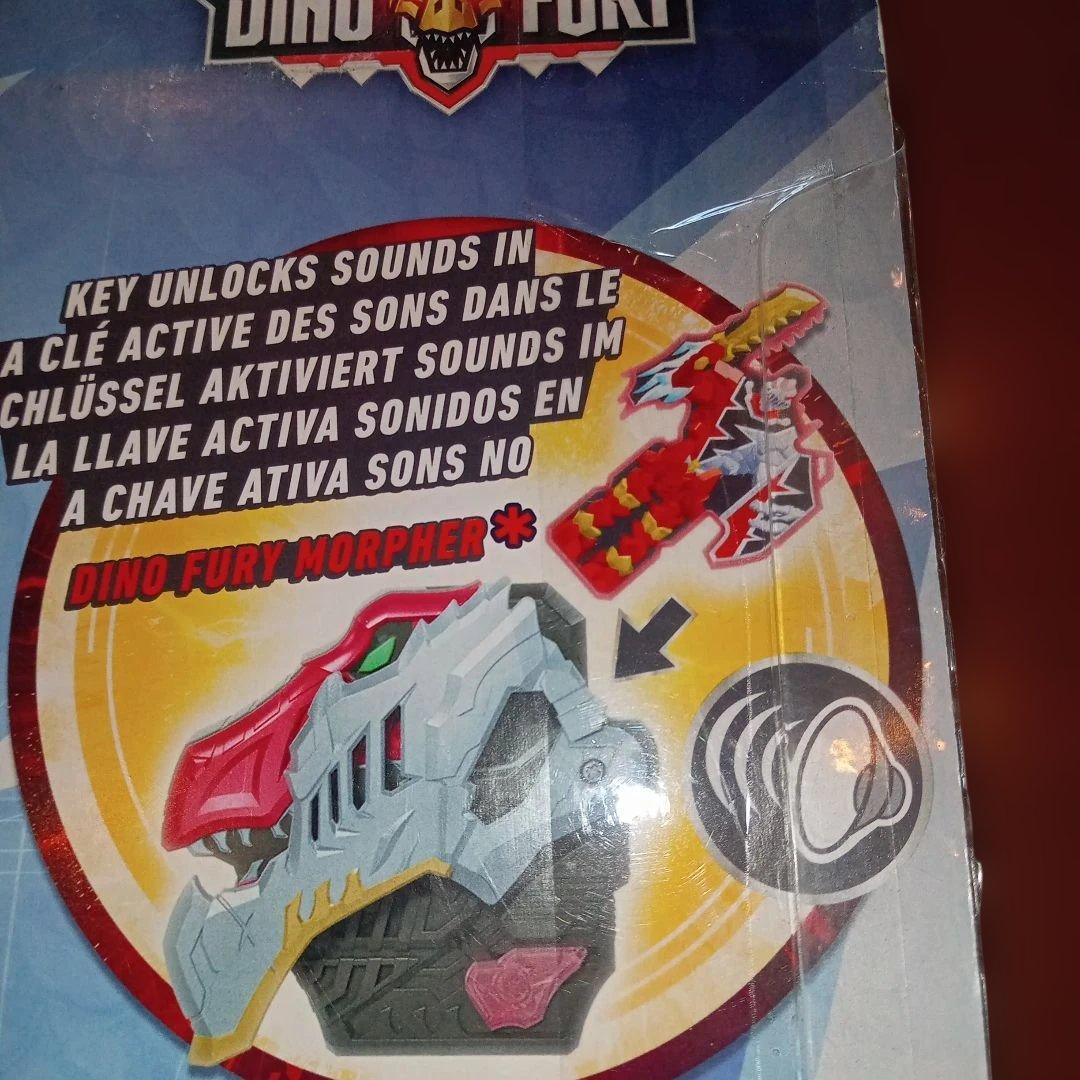 DINO FURY
KEY UNLOCKS SOUNDS IN
A CLÉ ACTIVE DES SONS DANS LE
CHLÜSSEL AKTIVIERT SOUNDS IM
LA LLAVE ACTIVA SONIDOS EN
A CHAVE ATIVA SONS NO
DINO FURY MORPHER*